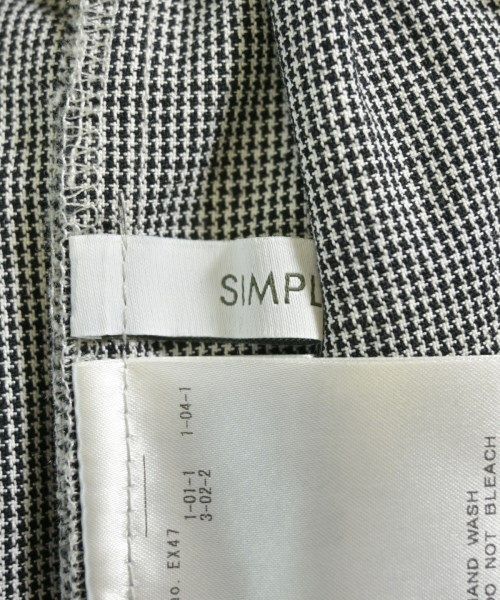 SIMPL
no. EX47
1-01-1 1-04-1
3-02-2
HAND WASH
DO NOT BLEACH